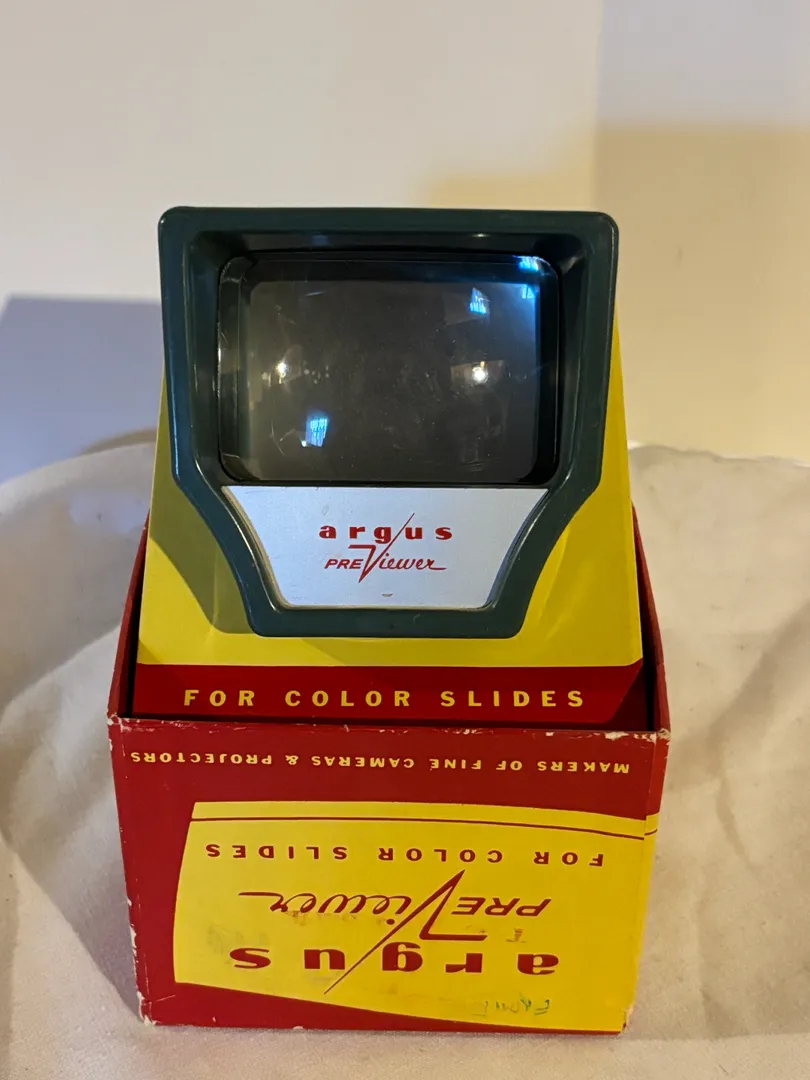 argus
PREViewer
FOR COLOR SLIDES
MAKERS OF FINE CAMERAS & PROJECTORS
FOR COLOR SLIDES
PREViewer
argus